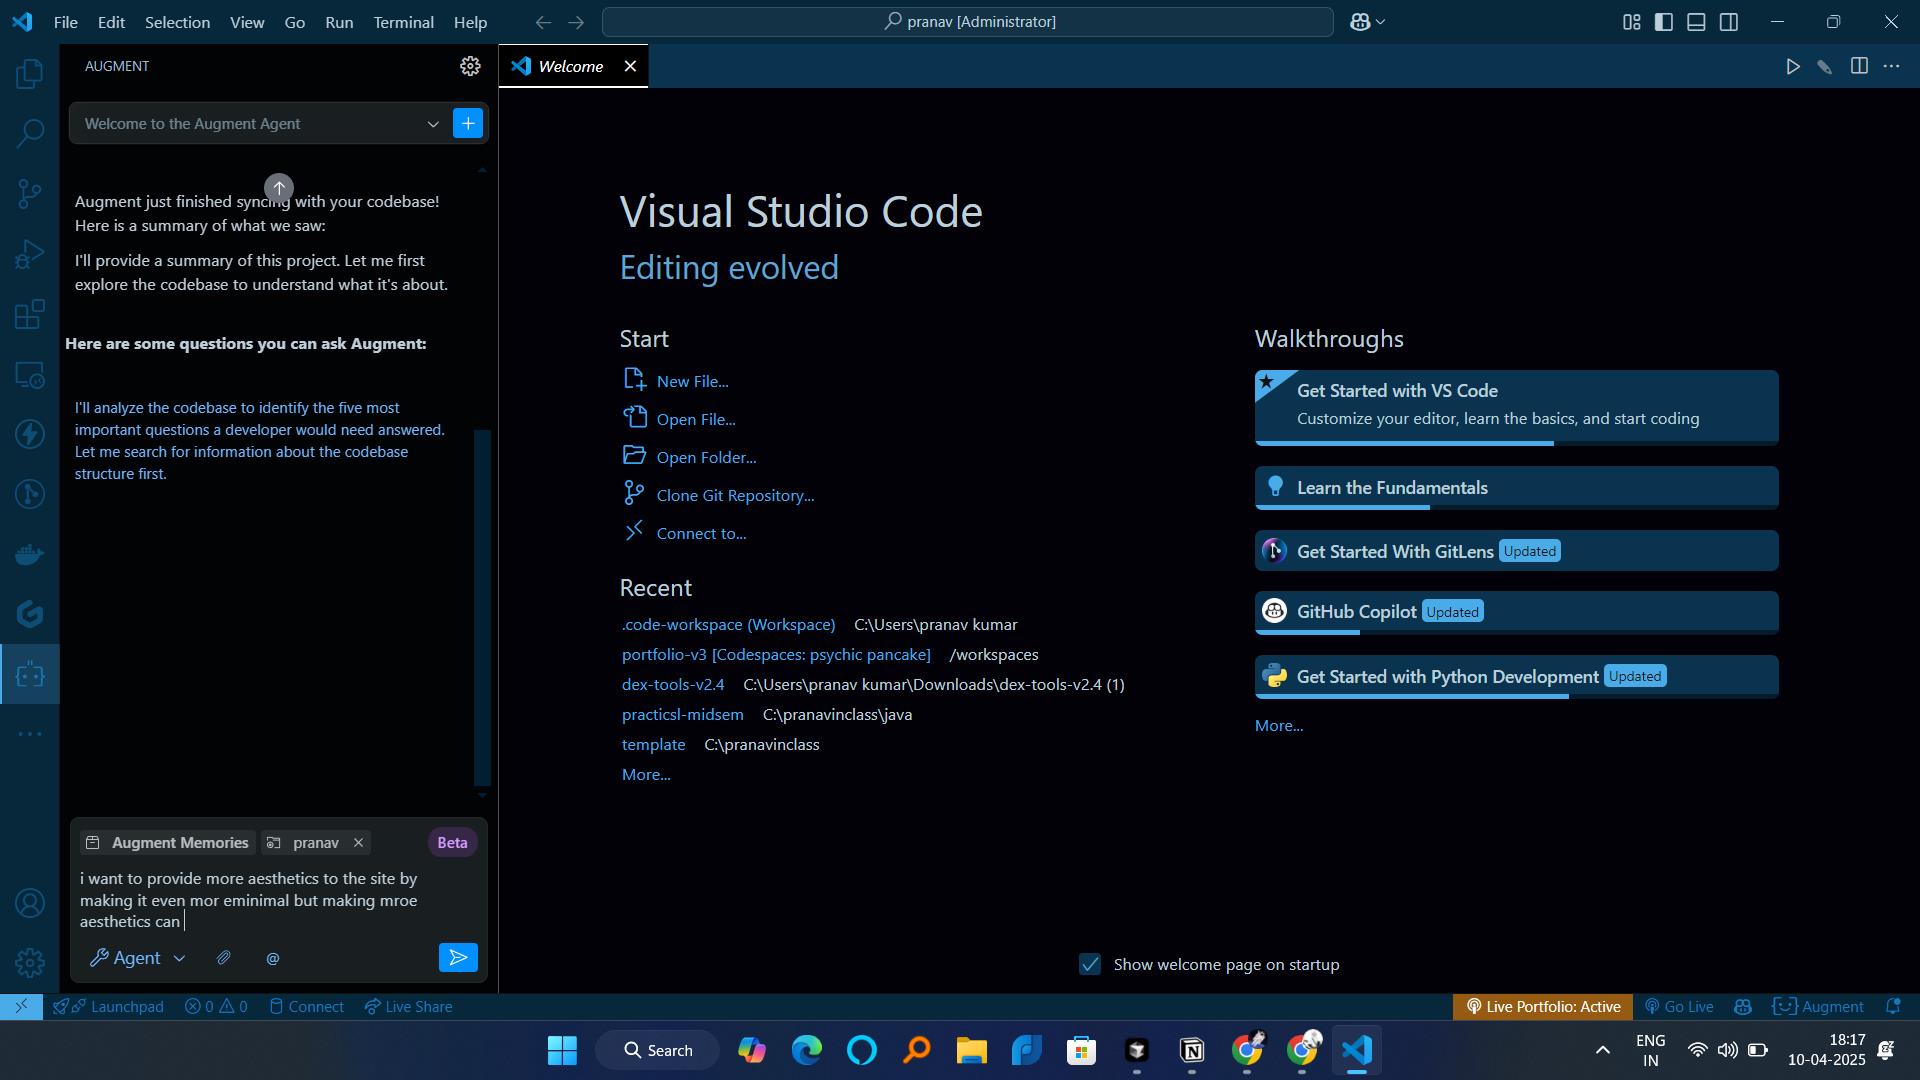 File Edit Selection View Go Run Terminal Help
pranav [Administrator]
AUGMENT
Welcome to the Augment Agent
Augment just finished syncing with your codebase!
Here is a summary of what we saw:
I'll provide a summary of this project. Let me first
explore the codebase to understand what it's about.
Here are some questions you can ask Augment:
I'll analyze the codebase to identify the five most
important questions a developer would need answered.
Let me search for information about the codebase
structure first.
Augment Memories pranav Beta
i want to provide more aesthetics to the site by
making it even mor eminimal but making mroe
aesthetics can
Agent @
Welcome
Visual Studio Code
Editing evolved
Start
New File...
Open File...
Open Folder...
Clone Git Repository...
Connect to...
Recent
.code-workspace (Workspace) C:\Users\pranav kumar
portfolio-v3 [Codespaces: psychic pancake] /workspaces
dex-tools-v2.4 C:\Users\pranav kumar\Downloads\dex-tools-v2.4 (1)
practicsl-midsem C:\pranavinclass\java
template C:\pranavinclass
More...
Walkthroughs
Get Started with VS Code
Customize your editor, learn the basics, and start coding
Learn the Fundamentals
Get Started With GitLens Updated
GitHub Copilot Updated
Get Started with Python Development Updated
More...
Show welcome page on startup
Launchpad 0 0 Connect Live Share Live Portfolio: Active Go Live Augment
Search
ENG
IN
18:17
10-04-2025